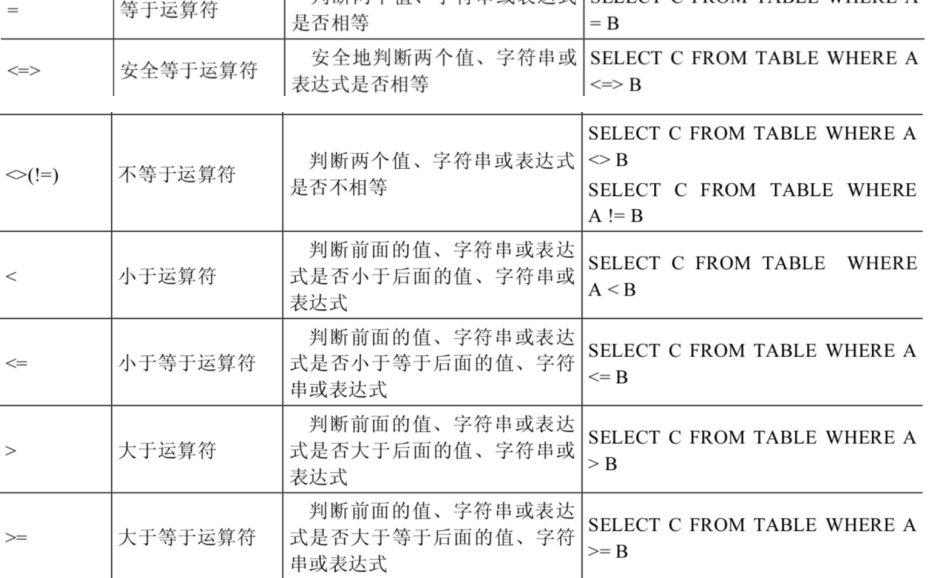 =
等于运算符
是否相等
= B
<=>
安全等于运算符
安全地判断两个值、字符串或
表达式是否相等
SELECT C FROM TABLE WHERE A
<=> B
<>(!=)
不等于运算符
判断两个值、字符串或表达式
是否不相等
SELECT C FROM TABLE WHERE A
<> B
SELECT C FROM TABLE WHERE
A != B
<
小于运算符
判断前面的值、字符串或表达
式是否小于后面的值、字符串或
表达式
SELECT C FROM TABLE WHERE
A < B
<=
小于等于运算符
判断前面的值、字符串或表达
式是否小于等于后面的值、字符
串或表达式
SELECT C FROM TABLE WHERE A
<= B
>
大于运算符
判断前面的值、字符串或表达
式是否大于后面的值、字符串或
表达式
SELECT C FROM TABLE WHERE A
> B
>=
大于等于运算符
判断前面的值、字符串或表达
式是否大于等于后面的值、字符
串或表达式
SELECT C FROM TABLE WHERE A
>= B